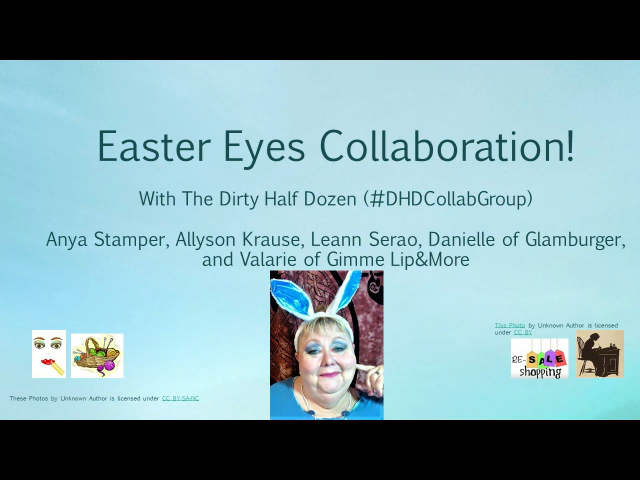 Easter Eyes Collaboration!
With The Dirty Half Dozen (#DHDCollabGroup)
Anya Stamper, Allyson Krause, Leann Serao, Danielle of Glamburger,
and Valarie of Gimme Lip&More
This Photo by Unknown Author is licensed
under CC BY
RE-SALE
shopping
These Photos by Unknown Author is licensed under CC BY-SA-NC